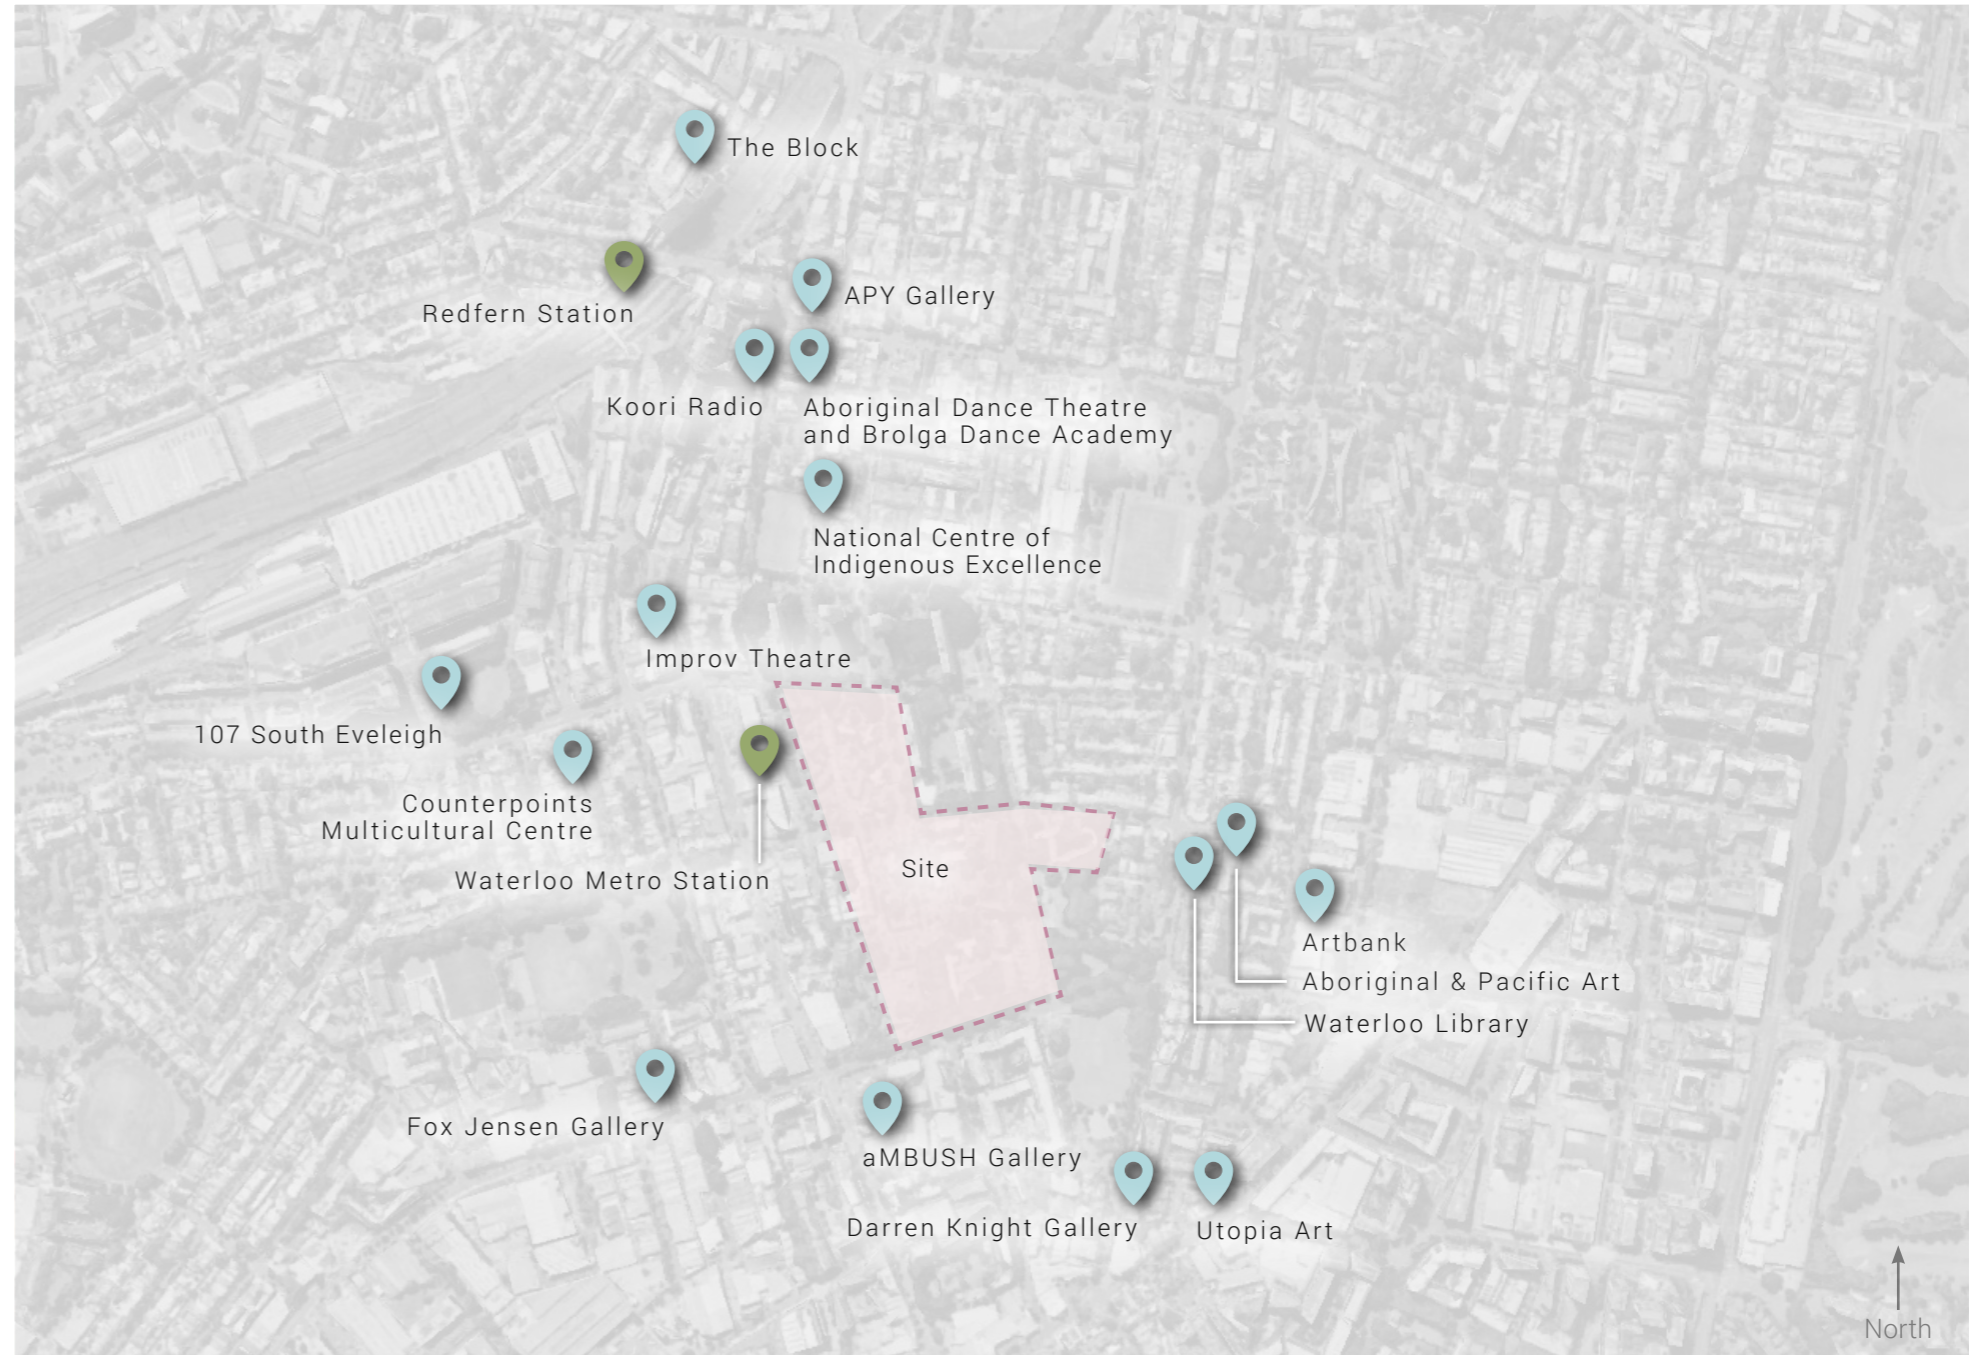 The Block
Redfern Station
APY Gallery
Koori Radio
Aboriginal Dance Theatre
and Brolga Dance Academy
National Centre of
Indigenous Excellence
Improv Theatre
107 South Eveleigh
Counterpoints
Multicultural Centre
Waterloo Metro Station
Site
Artbank
Aboriginal & Pacific Art
Waterloo Library
Fox Jensen Gallery
aMBUSH Gallery
Darren Knight Gallery
Utopia Art
North